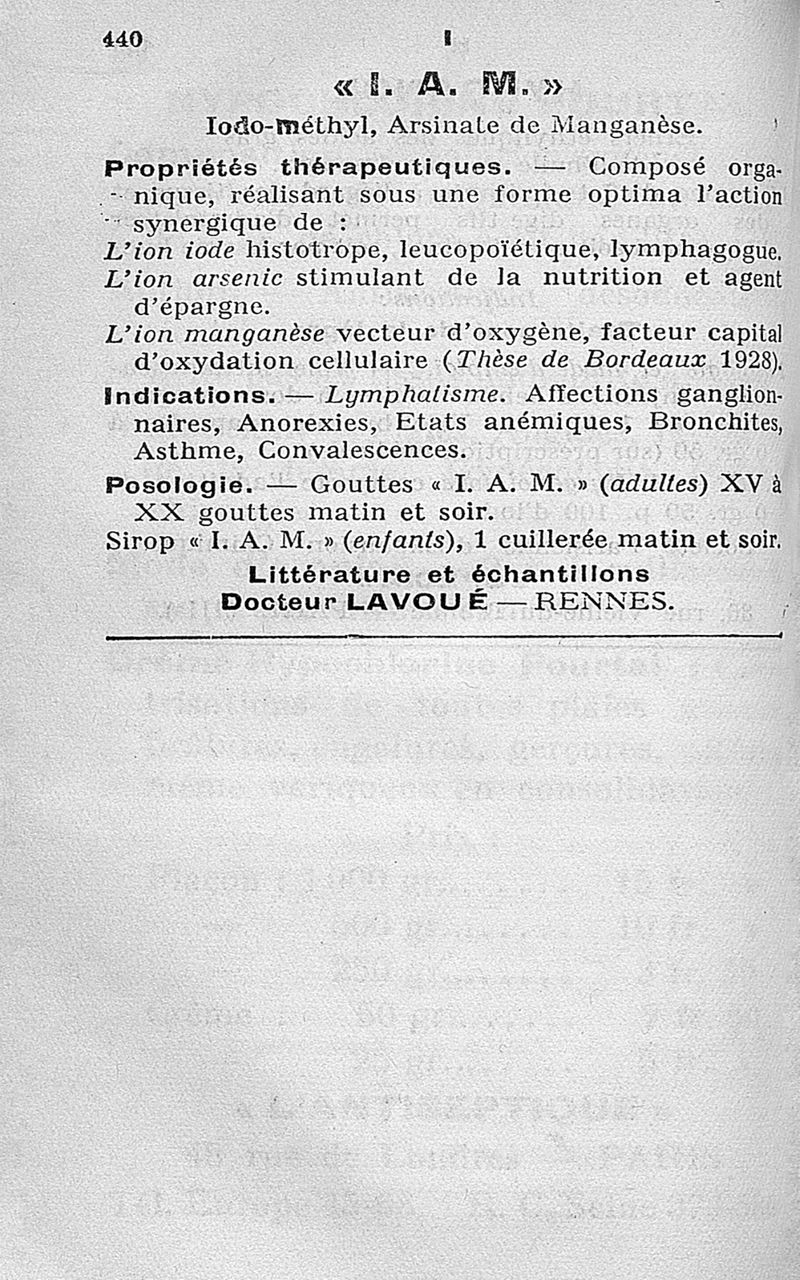 440 I
« I. A. M. »
Iodo-méthyl, Arsinate de Manganèse.
Propriétés thérapeutiques. — Composé orga-
nique, réalisant sous une forme optima l'action
synergique de :
L'ion iode histotrope, leucopoïétique, lymphagogue.
L'ion arsenic stimulant de la nutrition et agent
d'épargne.
L'ion manganèse vecteur d'oxygène, facteur capital
d'oxydation cellulaire (Thèse de Bordeaux 1928).
Indications. — Lymphatisme. Affections ganglion-
naires, Anorexies, Etats anémiques, Bronchites,
Asthme, Convalescences.
Posologie. — Gouttes « I. A. M. » (adultes) XV à
XX gouttes matin et soir.
Sirop « I. A. M. » (enfants), 1 cuillerée matin et soir.
Littérature et échantillons
Docteur LAVOUÉ — RENNES.